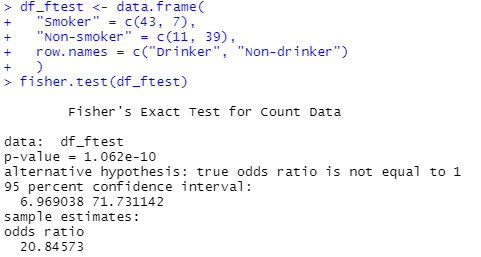 > df_ftest <- data.frame(
+   "Smoker" = c(43, 7),
+   "Non-smoker" = c(11, 39),
+   row.names = c("Drinker", "Non-drinker")
+   )
> fisher.test(df_ftest)

        Fisher's Exact Test for Count Data

data:  df_ftest
p-value = 1.062e-10
alternative hypothesis: true odds ratio is not equal to 1
95 percent confidence interval:
  6.969038 71.731142
sample estimates:
odds ratio
  20.84573